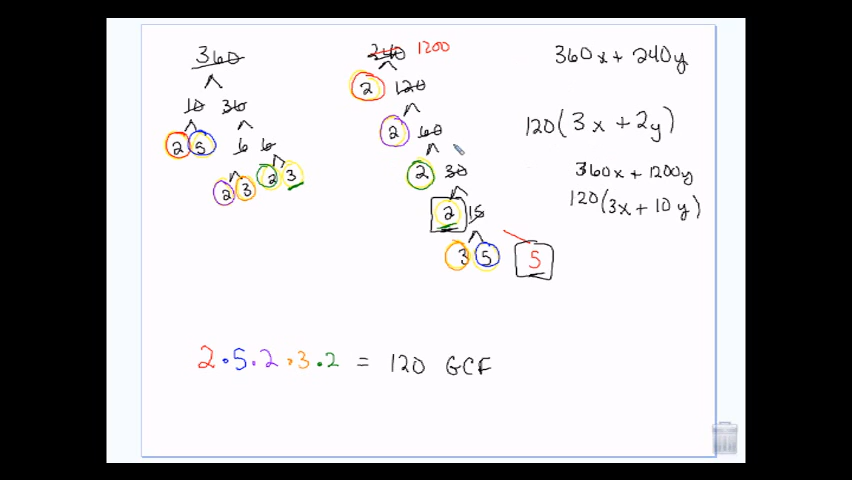 360
10 36
2 5 6 6
2 3 2 3
240 1200
2 120
2 60
2 30
2 15
3 5 5
360x + 240y
120(3x + 2y)
360x + 1200y
120(3x + 10y)
2 · 5 · 2 · 3 · 2 = 120 GCF